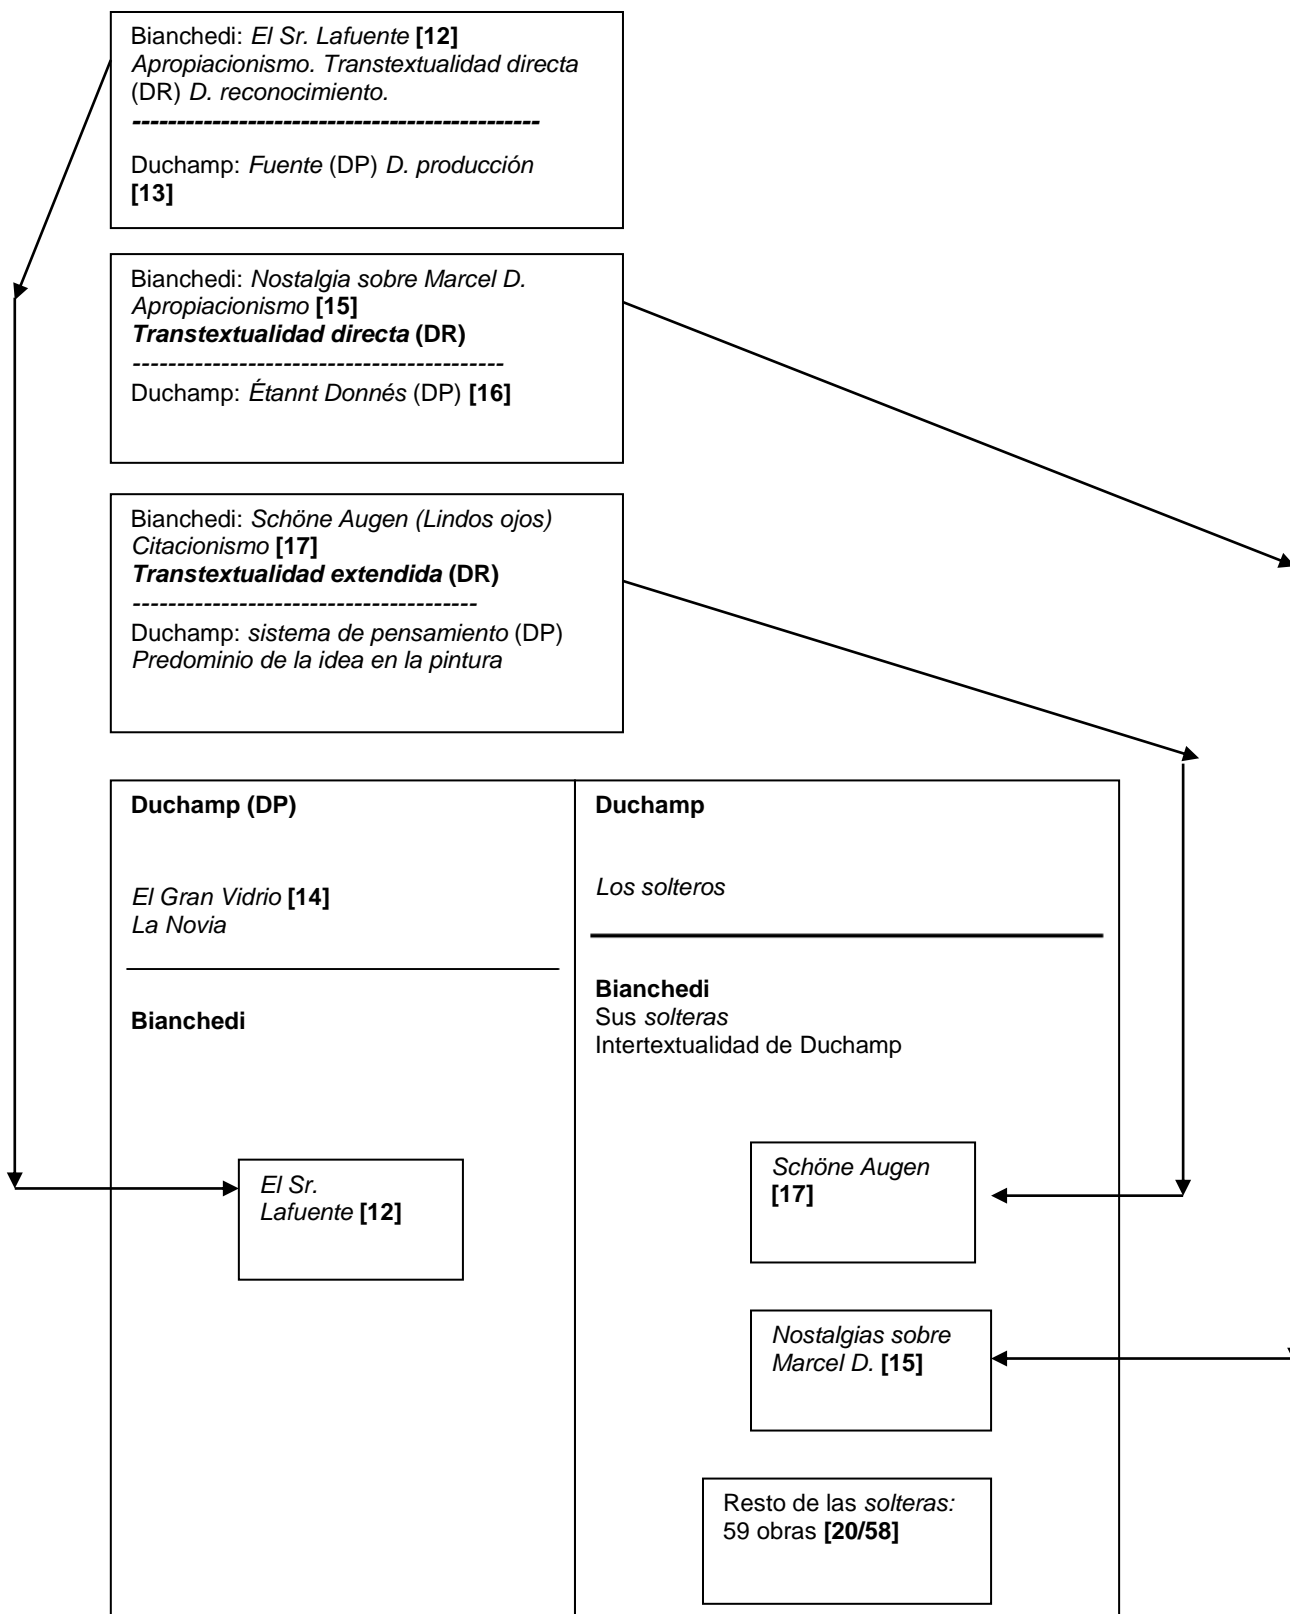 Bianchedi: El Sr. Lafuente [12]
Apropiacionismo. Transtextualidad directa
(DR) D. reconocimiento.
----------------------------------------------
Duchamp: Fuente (DP) D. producción
[13]
Bianchedi: Nostalgia sobre Marcel D.
Apropiacionismo [15]
Transtextualidad directa (DR)
------------------------------------------
Duchamp: Étannt Donnés (DP) [16]
Bianchedi: Schöne Augen (Lindos ojos)
Citacionismo [17]
Transtextualidad extendida (DR)
---------------------------------------
Duchamp: sistema de pensamiento (DP)
Predominio de la idea en la pintura
Duchamp (DP)
El Gran Vidrio [14]
La Novia
Bianchedi
El Sr.
Lafuente [12]
Duchamp
Los solteros
Bianchedi
Sus solteras
Intertextualidad de Duchamp
Schöne Augen
[17]
Nostalgias sobre
Marcel D. [15]
Resto de las solteras:
59 obras [20/58]